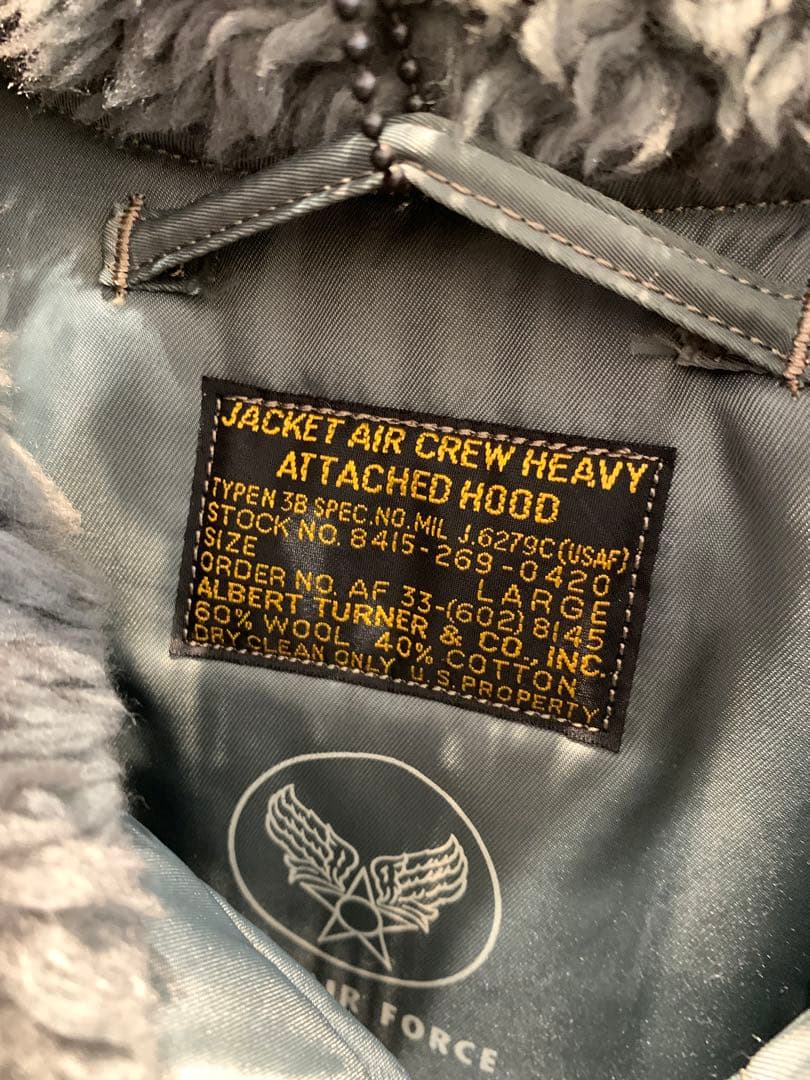 JACKET AIR CREW HEAVY
ATTACHED HOOD
TYPEN 3B SPEC.NO.MIL J.6279C(USAF)
STOCK NO. 8415-269-0420
SIZE LARGE
ORDER NO. AF 33-(602)8145
ALBERT TURNER & CO., INC.
60% WOOL 40% COTTON
DRY CLEAN ONLY U.S.PROPERTY
IR FORCE